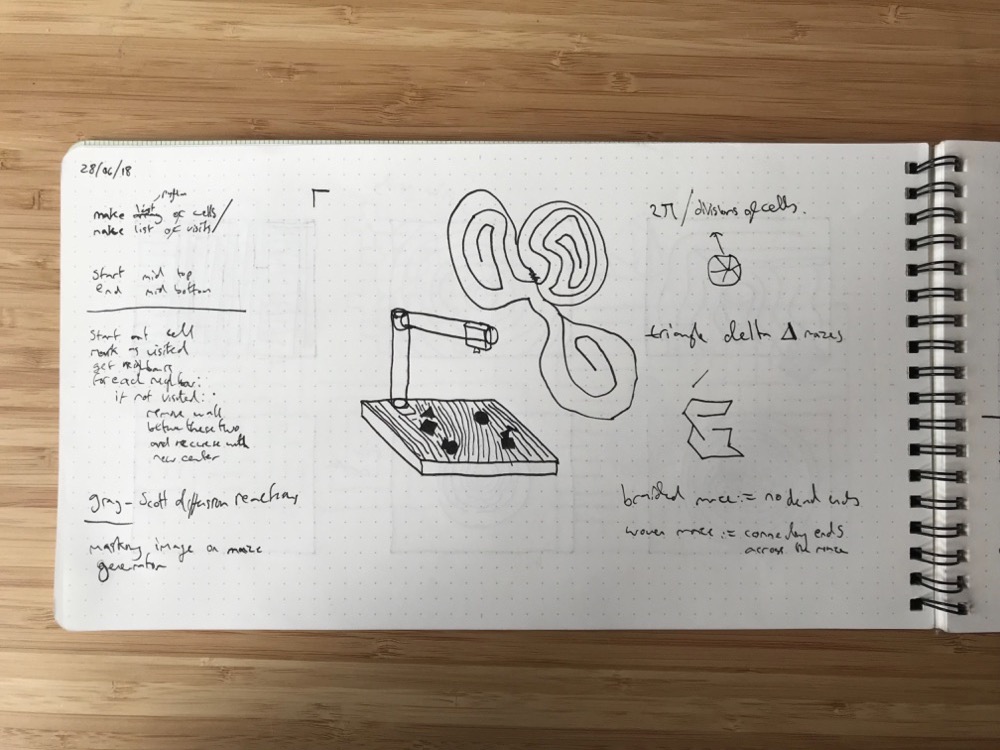 28/06/18
make list of cells/
make list of visits
start mid top
end mid bottom
start at cell
mark as visited
get neighbours
for each neighbour:
if not visited:
remove wall
before these two
and recurse with
new center
gray-Scott diffusion reactions
masking image on maze
generator
2π/divisions of cells.
triangle delta Δ mazes
braided maze := no dead ends
woven maze := connecting ends
across the maze